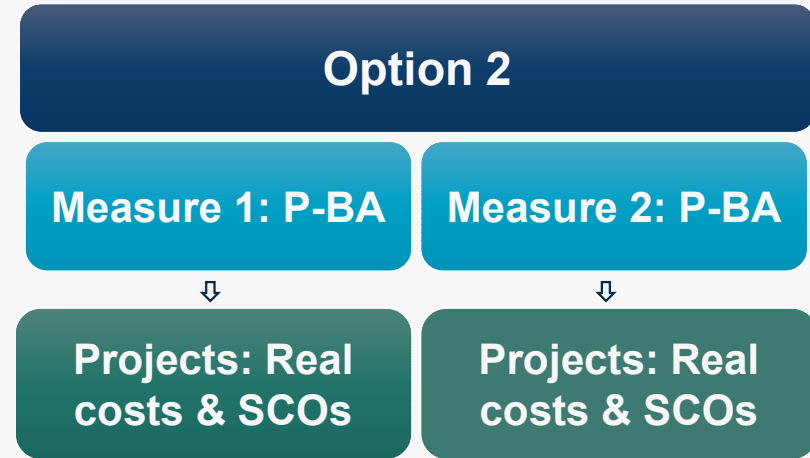 Option 2
Measure 1: P-BA
Measure 2: P-BA
Projects: Real
costs & SCOs
Projects: Real
costs & SCOs